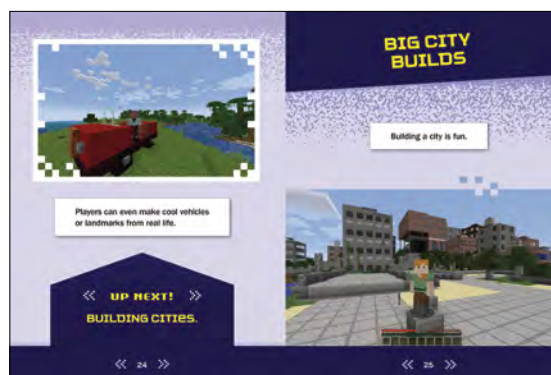 Players can even make cool vehicles
or landmarks from real life.
UP NEXT!
BUILDING CITIES.
24
BIG CITY
BUILDS
Building a city is fun.
25